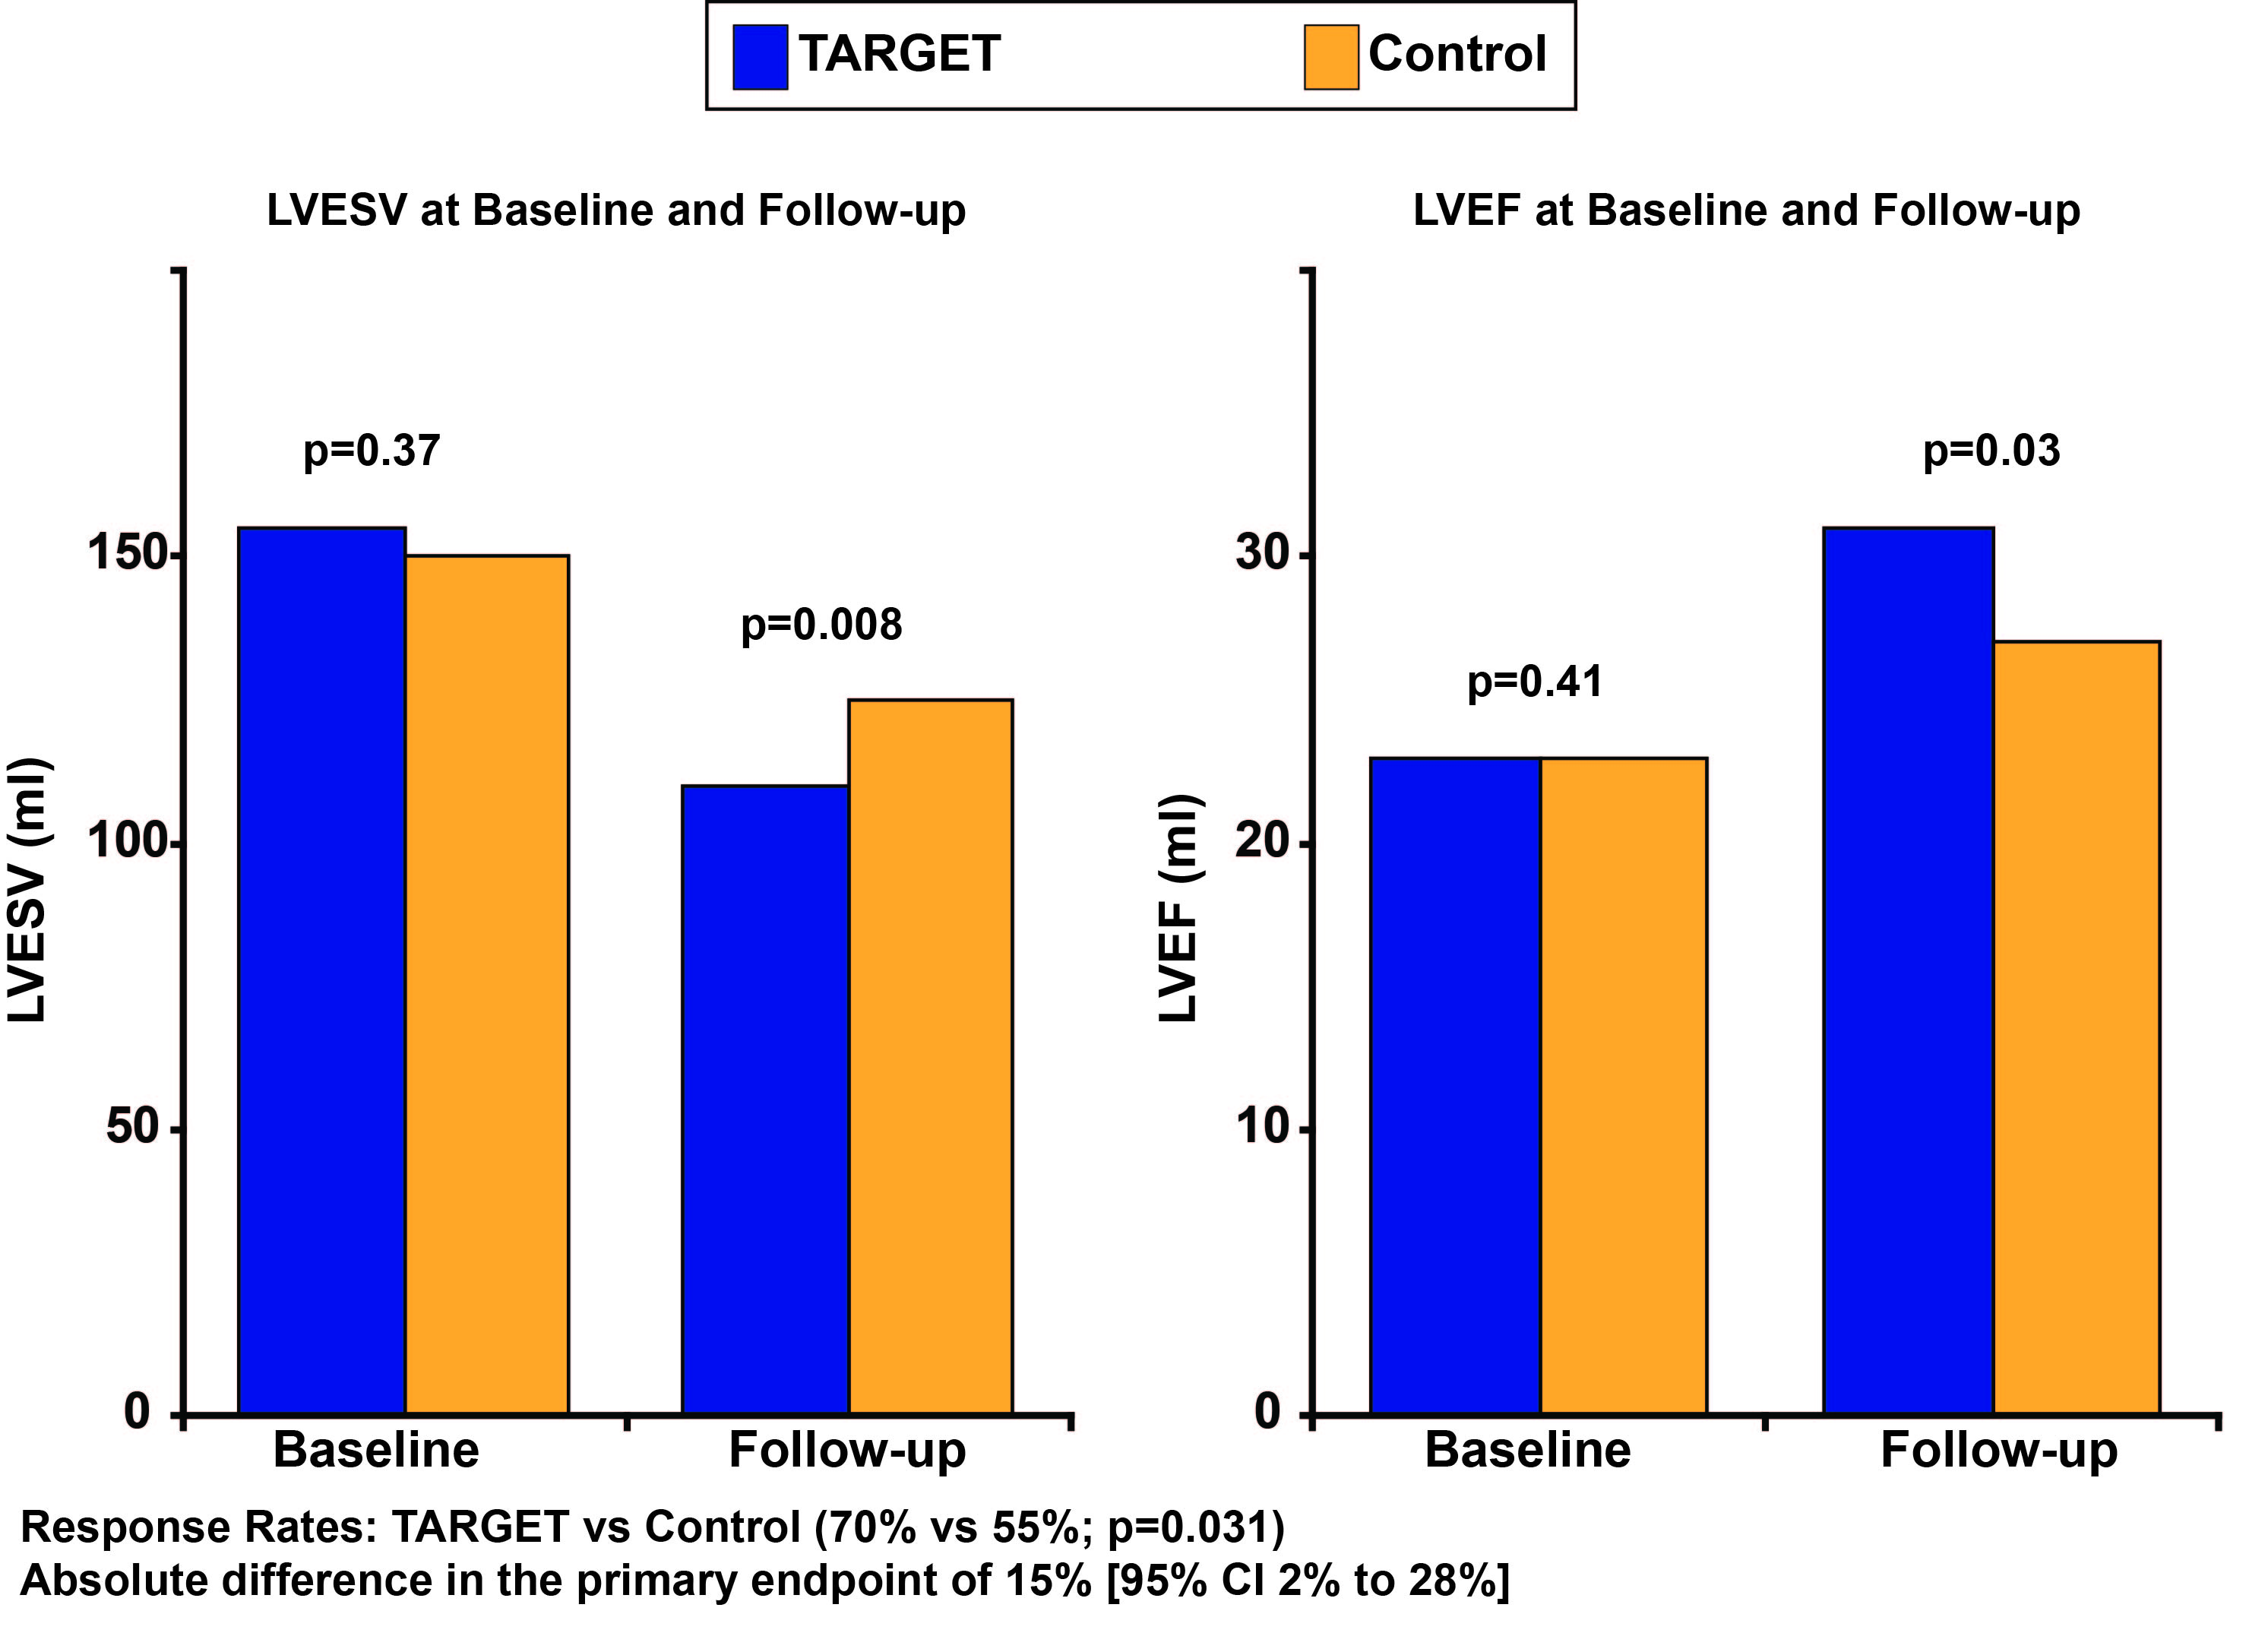 TARGET Control
LVESV at Baseline and Follow-up
p=0.37
p=0.008
150
100
50
0
LVESV (ml)
Baseline Follow-up
LVEF at Baseline and Follow-up
p=0.03
p=0.41
30
20
10
0
LVEF (ml)
Baseline Follow-up
Response Rates: TARGET vs Control (70% vs 55%; p=0.031)
Absolute difference in the primary endpoint of 15% [95% CI 2% to 28%]